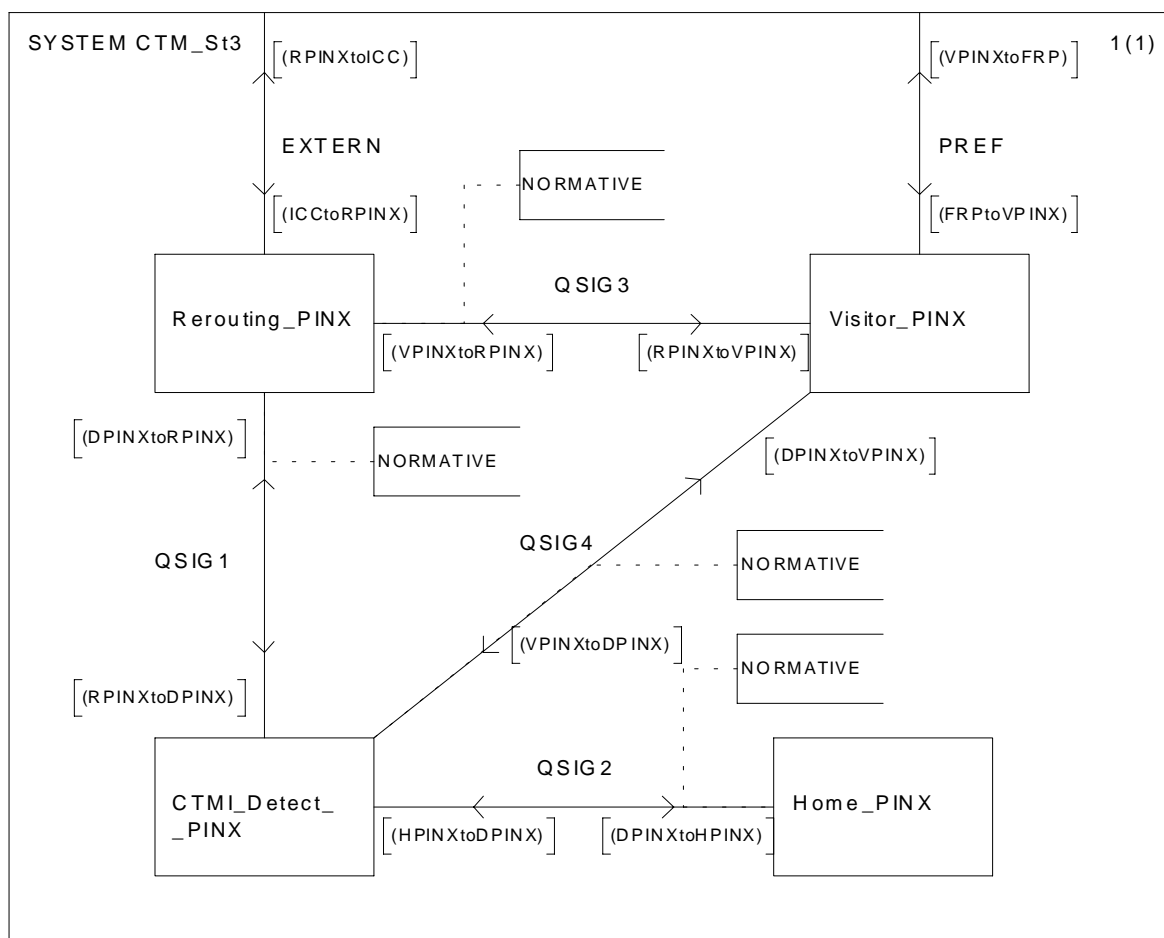 SYSTEM CTM_St3
1(1)
(RPINXtoICC)
(VPINXtoFRP)
EXTERN
PREF
NORMATIVE
(ICCtoRPINX)
(FRPtoVPINX)
QSIG3
Rerouting_PINX
Visitor_PINX
(VPINXtoRPINX)
(RPINXtoVPINX)
(DPINXtoRPINX)
NORMATIVE
(DPINXtoVPINX)
QSIG1
QSIG4
NORMATIVE
(VPINXtoDPINX)
NORMATIVE
(RPINXtoDPINX)
QSIG2
CTMI_Detect_
_PINX
Home_PINX
(HPINXtoDPINX)
(DPINXtoHPINX)